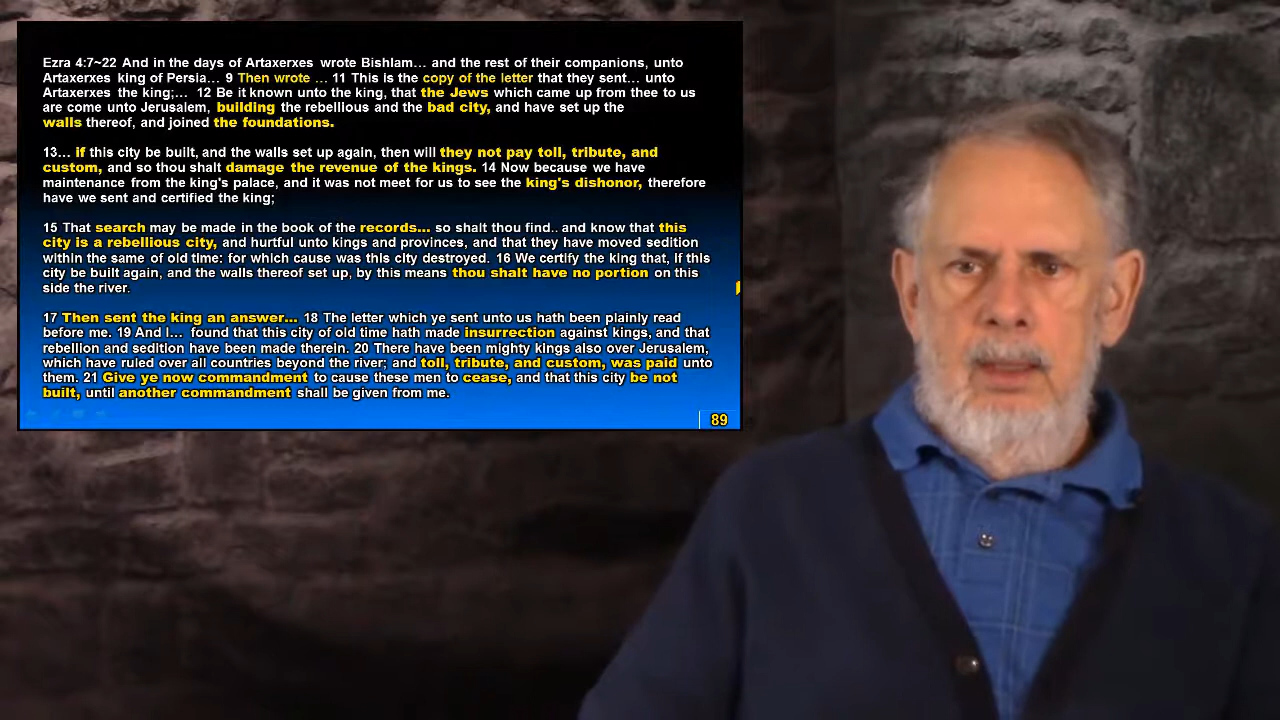 Ezra 4:7~22 And in the days of Artaxerxes wrote Bishlam… and the rest of their companions, unto
Artaxerxes king of Persia… 9 Then wrote … 11 This is the copy of the letter that they sent… unto
Artaxerxes the king;… 12 Be it known unto the king, that the Jews which came up from thee to us
are come unto Jerusalem, building the rebellious and the bad city, and have set up the
walls thereof, and joined the foundations.
13… if this city be built, and the walls set up again, then will they not pay toll, tribute, and
custom, and so thou shalt damage the revenue of the kings. 14 Now because we have
maintenance from the king's palace, and it was not meet for us to see the king's dishonor, therefore
have we sent and certified the king;
15 That search may be made in the book of the records… so shalt thou find.. and know that this
city is a rebellious city, and hurtful unto kings and provinces, and that they have moved sedition
within the same of old time: for which cause was this city destroyed. 16 We certify the king that, if this
city be built again, and the walls thereof set up, by this means thou shalt have no portion on this
side the river.
17 Then sent the king an answer… 18 The letter which ye sent unto us hath been plainly read
before me. 19 And I… found that this city of old time hath made insurrection against kings, and that
rebellion and sedition have been made therein. 20 There have been mighty kings also over Jerusalem,
which have ruled over all countries beyond the river; and toll, tribute, and custom, was paid unto
them. 21 Give ye now commandment to cause these men to cease, and that this city be not
built, until another commandment shall be given from me.
89